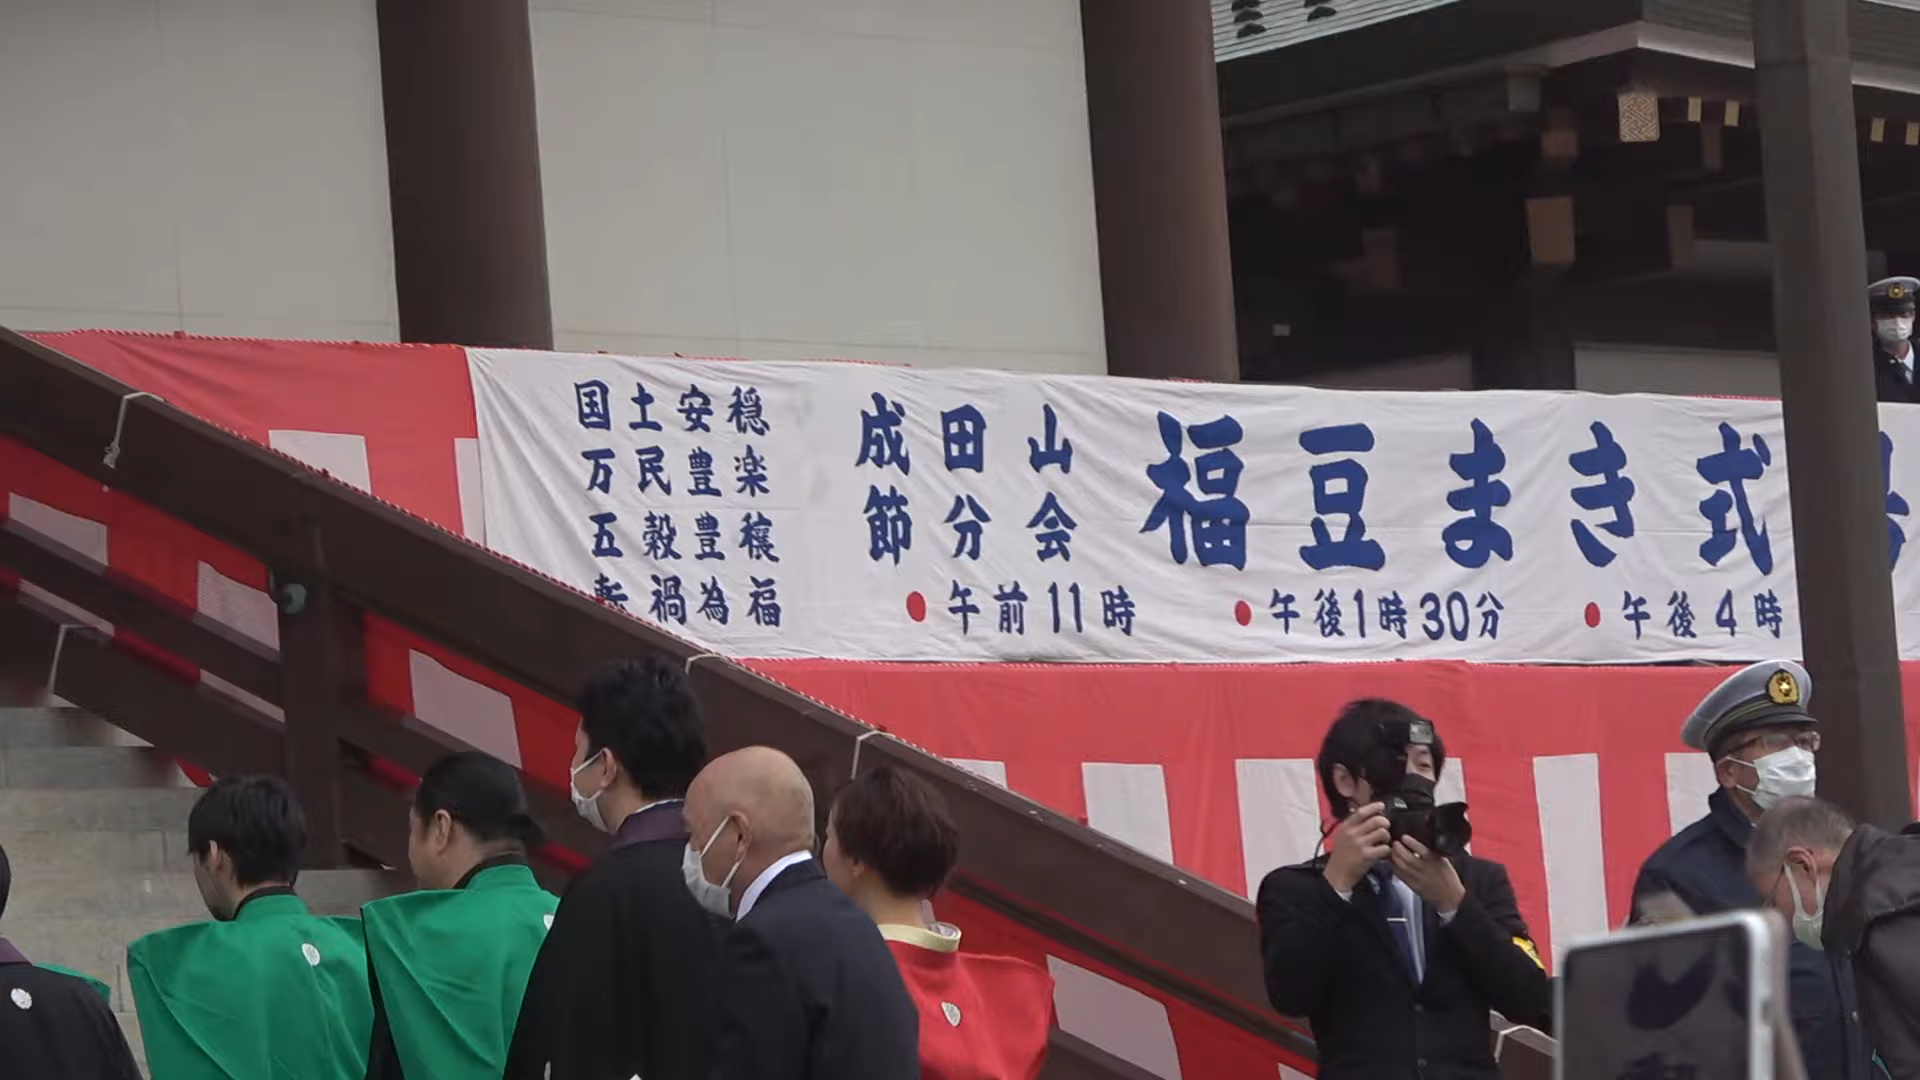 国土安穏
万民豊楽
五穀豊穣
転禍為福
成田山
節分会
福豆まき式
●午前11時 ●午後1時30分 ●午後4時